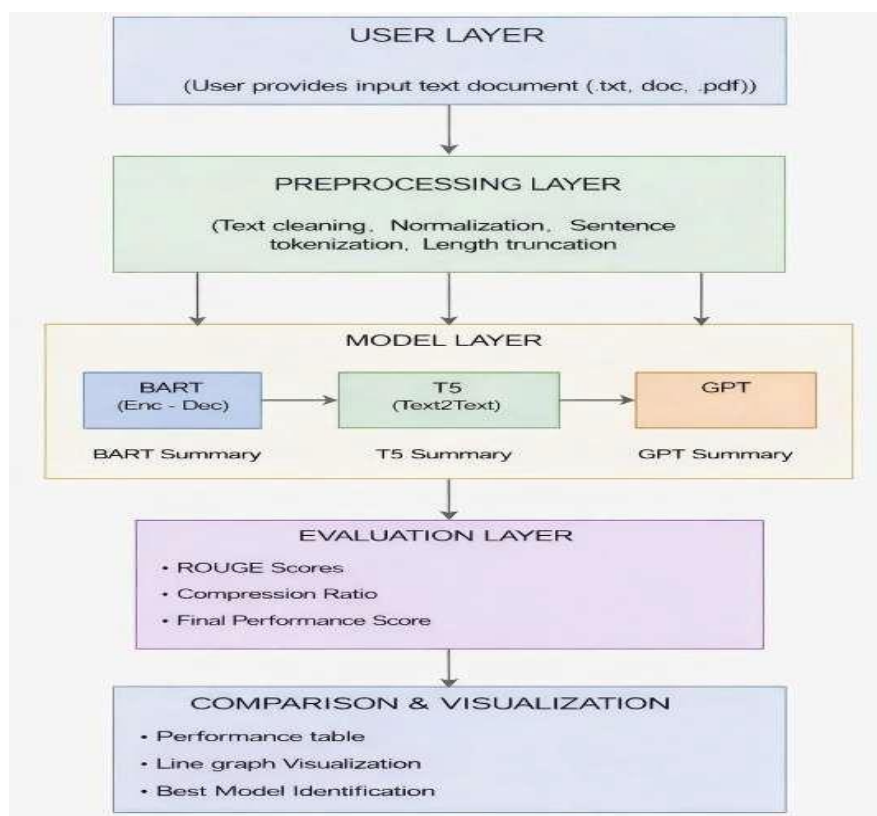 USER LAYER
(User provides input text document (.txt, doc, .pdf))
PREPROCESSING LAYER
(Text cleaning, Normalization, Sentence
tokenization, Length truncation
MODEL LAYER
BART
(Enc - Dec)
T5
(Text2Text)
GPT
BART Summary
T5 Summary
GPT Summary
EVALUATION LAYER
• ROUGE Scores
• Compression Ratio
• Final Performance Score
COMPARISON & VISUALIZATION
• Performance table
• Line graph Visualization
• Best Model Identification